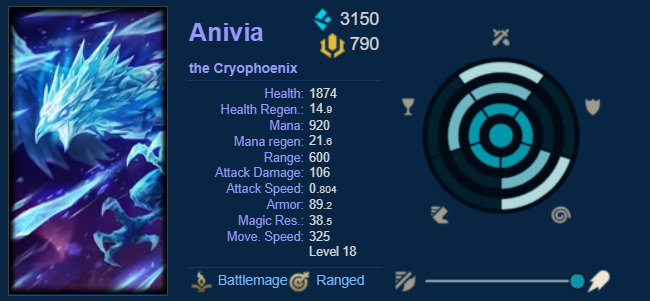 Anivia
3150
790
the Cryophoenix
Health: 1874
Health Regen.: 14.9
Mana: 920
Mana regen: 21.6
Range: 600
Attack Damage: 106
Attack Speed: 0.804
Armor: 89.2
Magic Res.: 38.5
Move. Speed: 325
Level 18
Battlemage Ranged